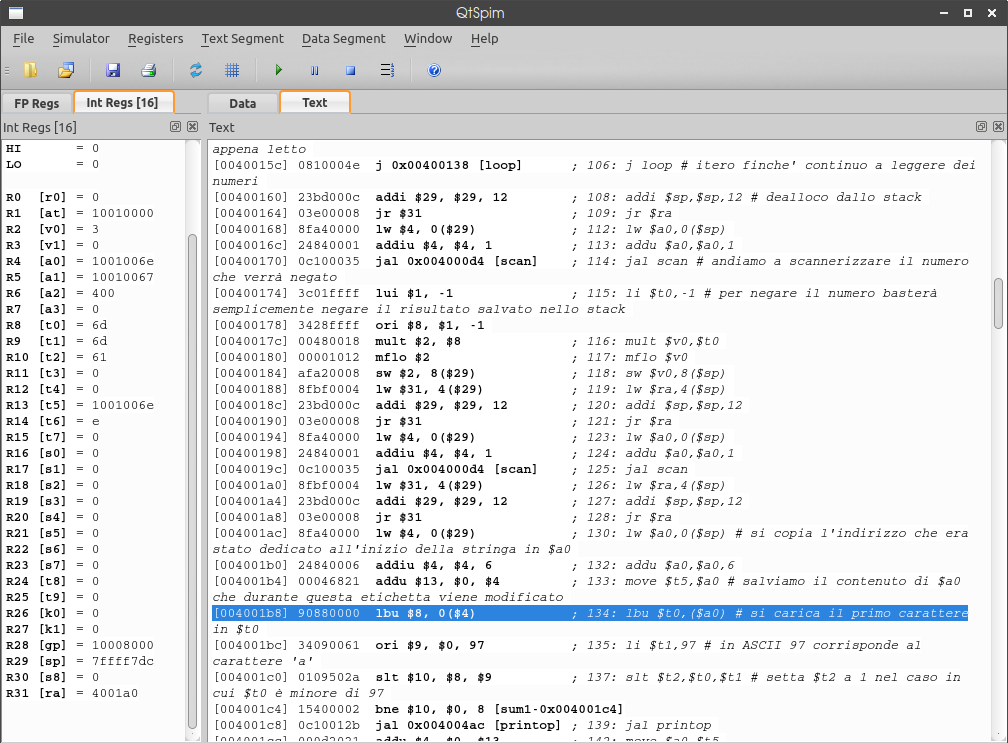 QtSpim
File Simulator Registers Text Segment Data Segment Window Help
FP Regs Int Regs [16] Data Text
Int Regs [16] Text
HI = 0
LO = 0
R0 [r0] = 0
R1 [at] = 10010000
R2 [v0] = 3
R3 [v1] = 0
R4 [a0] = 1001006e
R5 [a1] = 10010067
R6 [a2] = 400
R7 [a3] = 0
R8 [t0] = 6d
R9 [t1] = 6d
R10 [t2] = 61
R11 [t3] = 0
R12 [t4] = 0
R13 [t5] = 1001006e
R14 [t6] = e
R15 [t7] = 0
R16 [s0] = 0
R17 [s1] = 0
R18 [s2] = 0
R19 [s3] = 0
R20 [s4] = 0
R21 [s5] = 0
R22 [s6] = 0
R23 [s7] = 0
R24 [t8] = 0
R25 [t9] = 0
R26 [k0] = 0
R27 [k1] = 0
R28 [gp] = 10008000
R29 [sp] = 7ffff7dc
R30 [s8] = 0
R31 [ra] = 4001a0
appena letto
[0040015c] 0810004e j 0x00400138 [loop] ; 106: j loop # itero finche' continuo a leggere dei
numeri
[00400160] 23bd000c addi $29, $29, 12 ; 108: addi $sp,$sp,12 # dealloco dallo stack
[00400164] 03e00008 jr $31 ; 109: jr $ra
[00400168] 8fa40000 lw $4, 0($29) ; 112: lw $a0,0($sp)
[0040016c] 24840001 addiu $4, $4, 1 ; 113: addu $a0,$a0,1
[00400170] 0c100035 jal 0x004000d4 [scan] ; 114: jal scan # andiamo a scannerizzare il numero
che verrà negato
[00400174] 3c01ffff lui $1, -1 ; 115: li $t0,-1 # per negare il numero basterà
semplicemente negare il risultato salvato nello stack
[00400178] 3428ffff ori $8, $1, -1
[0040017c] 00480018 mult $2, $8 ; 116: mult $v0,$t0
[00400180] 00001012 mflo $2 ; 117: mflo $v0
[00400184] afa20008 sw $2, 8($29) ; 118: sw $v0,8($sp)
[00400188] 8fbf0004 lw $31, 4($29) ; 119: lw $ra,4($sp)
[0040018c] 23bd000c addi $29, $29, 12 ; 120: addi $sp,$sp,12
[00400190] 03e00008 jr $31 ; 121: jr $ra
[00400194] 8fa40000 lw $4, 0($29) ; 123: lw $a0,0($sp)
[00400198] 24840001 addiu $4, $4, 1 ; 124: addu $a0,$a0,1
[0040019c] 0c100035 jal 0x004000d4 [scan] ; 125: jal scan
[004001a0] 8fbf0004 lw $31, 4($29) ; 126: lw $ra,4($sp)
[004001a4] 23bd000c addi $29, $29, 12 ; 127: addi $sp,$sp,12
[004001a8] 03e00008 jr $31 ; 128: jr $ra
[004001ac] 8fa40000 lw $4, 0($29) ; 130: lw $a0,0($sp) # si copia l'indirizzo che era
stato dedicato all'inizio della stringa in $a0
[004001b0] 24840006 addiu $4, $4, 6 ; 132: addu $a0,$a0,6
[004001b4] 00046821 addu $13, $0, $4 ; 133: move $t5,$a0 # salviamo il contenuto di $a0
che durante questa etichetta viene modificato
[004001b8] 90880000 lbu $8, 0($4) ; 134: lbu $t0,($a0) # si carica il primo carattere
in $t0
[004001bc] 34090061 ori $9, $0, 97 ; 135: li $t1,97 # in ASCII 97 corrisponde al
carattere 'a'
[004001c0] 0109502a slt $10, $8, $9 ; 137: slt $t2,$t0,$t1 # setta $t2 a 1 nel caso in
cui $t0 è minore di 97
[004001c4] 15400002 bne $10, $0, 8 [sum1-0x004001c4]
[004001c8] 0c10012b jal 0x004004ac [printop] ; 139: jal printop
[004001cc] 000d2021 addu $4, $0, $13 ; 142: move $a0,$t5